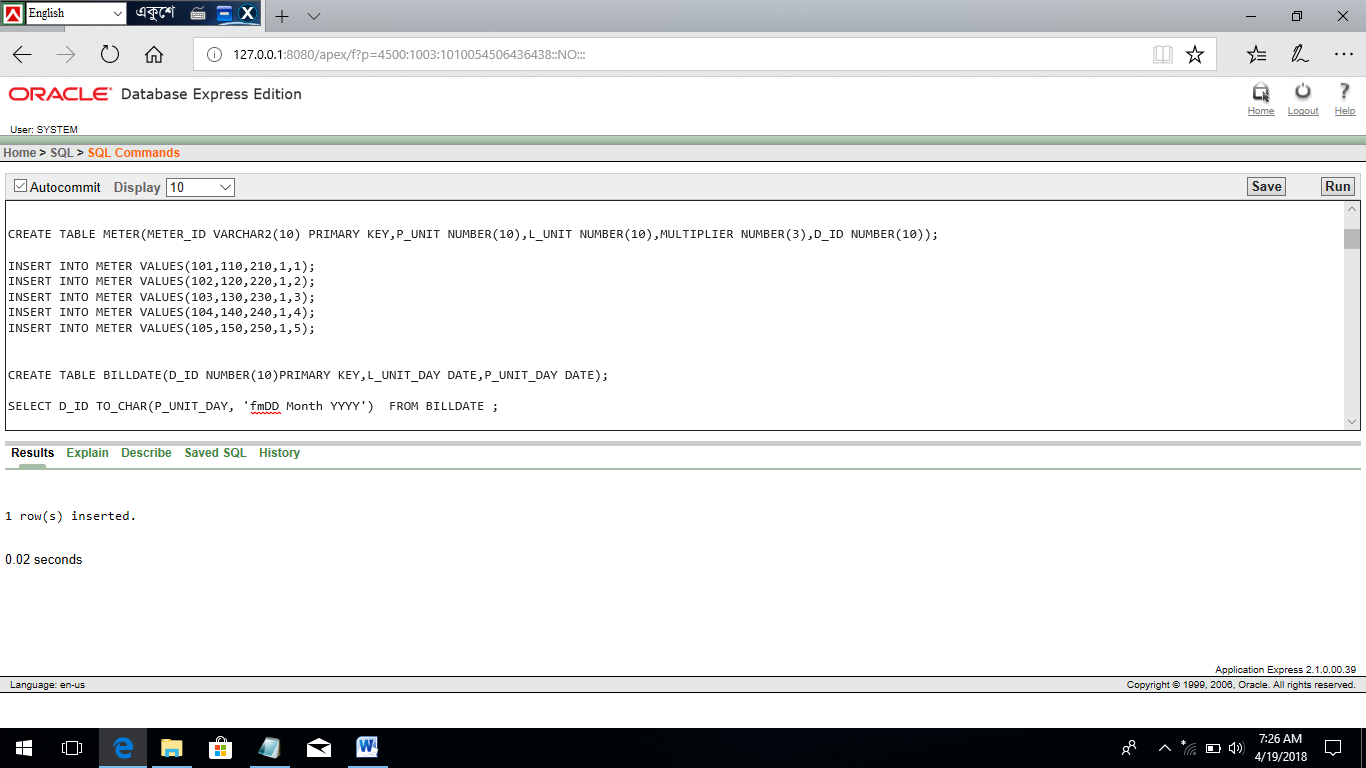 English
একুশে
127.0.0.1:8080/apex/f?p=4500:1003:1010054506436438::NO:::
ORACLE Database Express Edition
Home Logout Help
User: SYSTEM
Home > SQL > SQL Commands
Autocommit Display 10 Save Run
CREATE TABLE METER(METER_ID VARCHAR2(10) PRIMARY KEY,P_UNIT NUMBER(10),L_UNIT NUMBER(10),MULTIPLIER NUMBER(3),D_ID NUMBER(10));
INSERT INTO METER VALUES(101,110,210,1,1);
INSERT INTO METER VALUES(102,120,220,1,2);
INSERT INTO METER VALUES(103,130,230,1,3);
INSERT INTO METER VALUES(104,140,240,1,4);
INSERT INTO METER VALUES(105,150,250,1,5);
CREATE TABLE BILLDATE(D_ID NUMBER(10)PRIMARY KEY,L_UNIT_DAY DATE,P_UNIT_DAY DATE);
SELECT D_ID TO_CHAR(P_UNIT_DAY, 'fmDD Month YYYY')  FROM BILLDATE ;
Results Explain Describe Saved SQL History
1 row(s) inserted.
0.02 seconds
Application Express 2.1.0.00.39
Language: en-us Copyright © 1999, 2006, Oracle. All rights reserved.
7:26 AM
4/19/2018